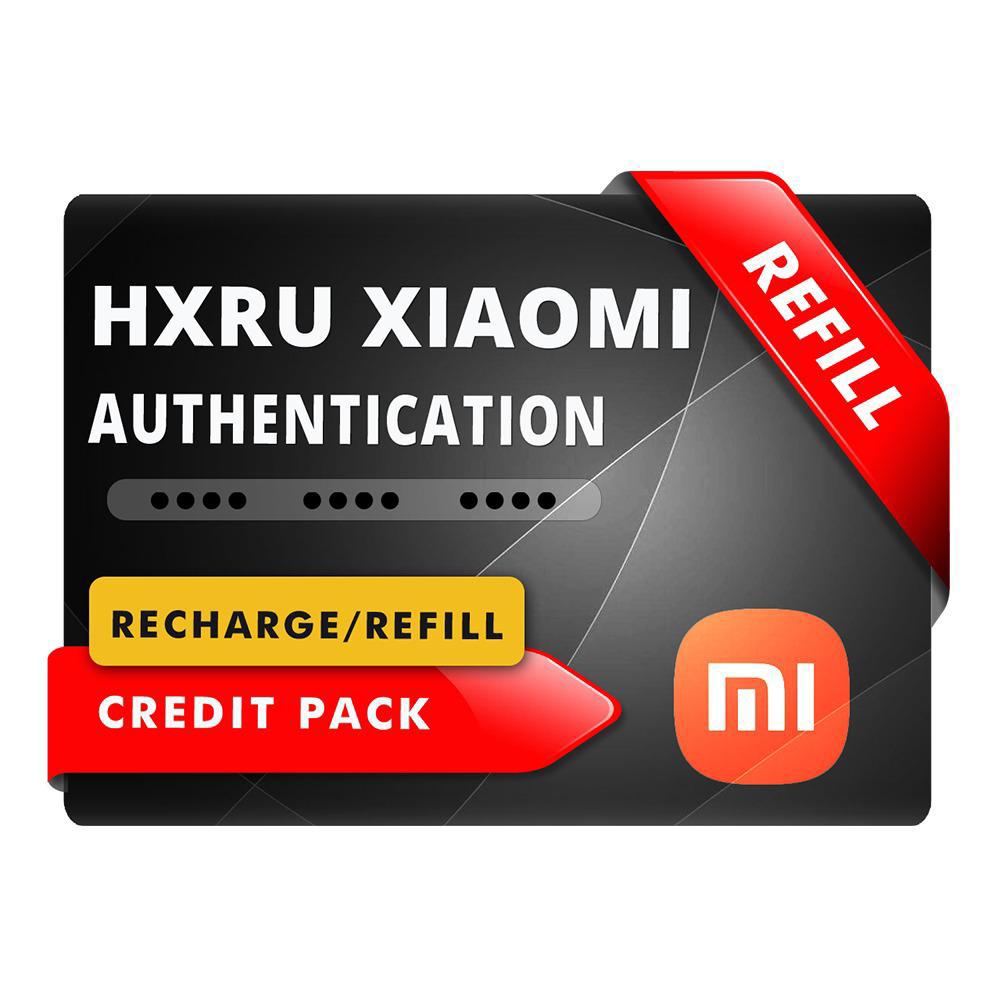 HXRU XIAOMI
AUTHENTICATION
REFILL
RECHARGE/REFILL
CREDIT PACK
mi